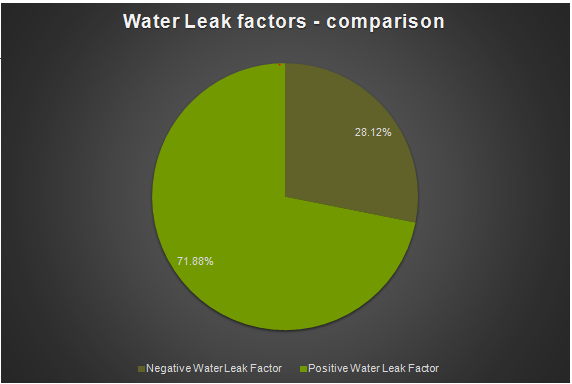 Water Leak factors - comparison
28.12%
71.88%
Negative Water Leak Factor
Positive Water Leak Factor